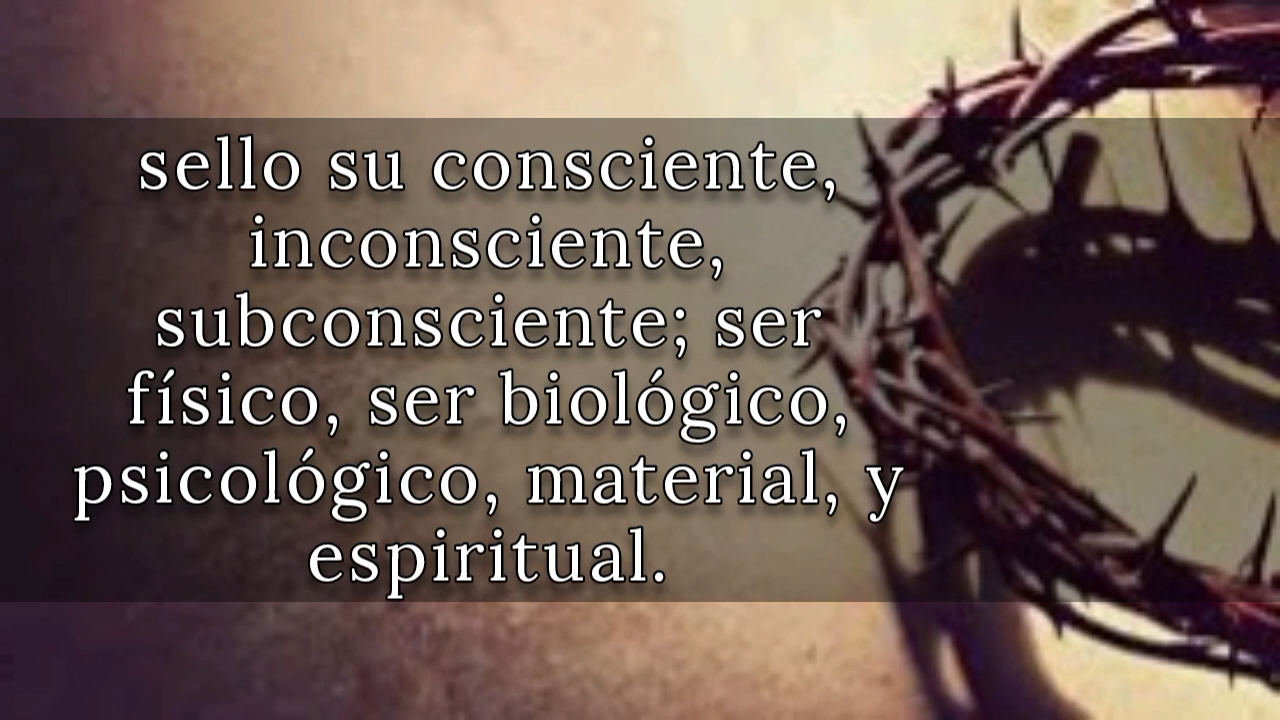 sello su consciente,
inconsciente,
subconsciente; ser
físico, ser biológico,
psicológico, material, y
espiritual.